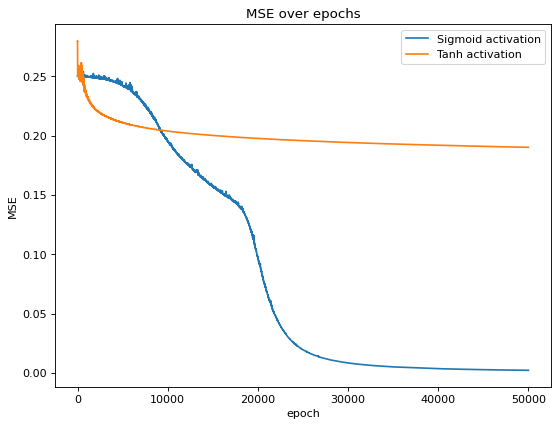 MSE over epochs
Sigmoid activation
Tanh activation
MSE
0.25
0.20
0.15
0.10
0.05
0.00
0
10000
20000
30000
40000
50000
epoch